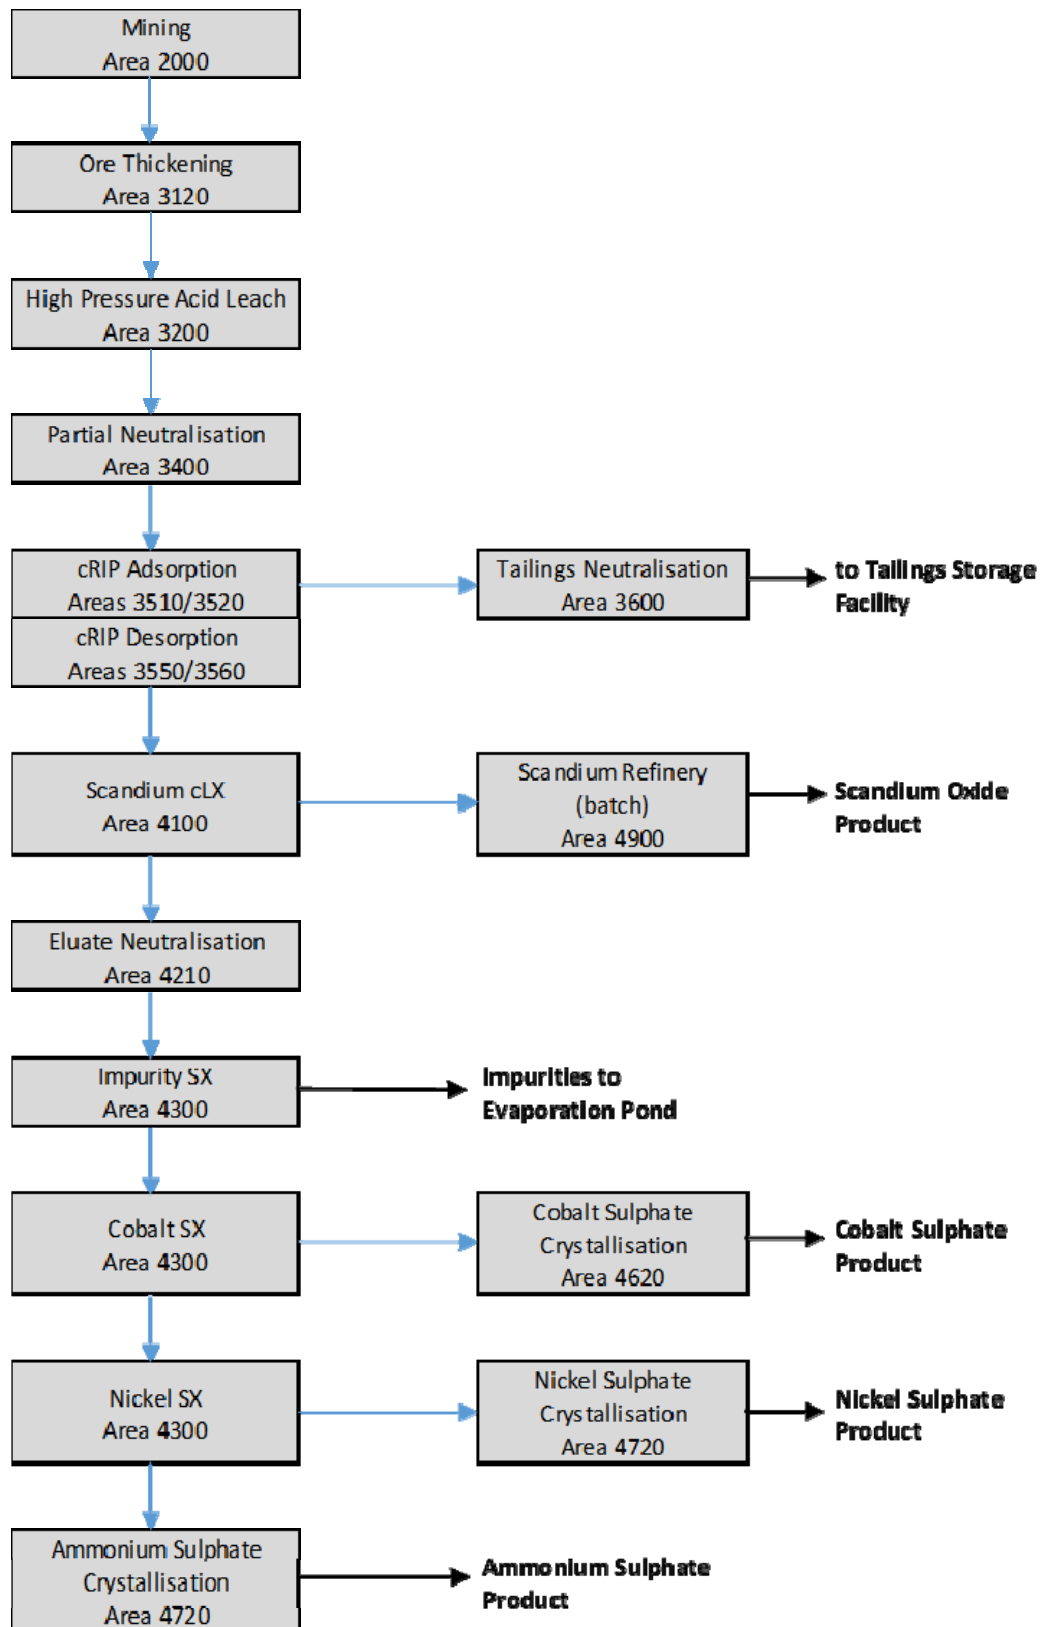 Mining
Area 2000
Ore Thickening
Area 3120
High Pressure Acid Leach
Area 3200
Partial Neutralisation
Area 3400
cRIP Adsorption
Areas 3510/3520
Tailings Neutralisation
Area 3600
to Tailings Storage
Facility
cRIP Desorption
Areas 3550/3560
Scandium cLX
Area 4100
Scandium Refinery
(batch)
Area 4900
Scandium Oxide
Product
Eluate Neutralisation
Area 4210
Impurity SX
Area 4300
Impurities to
Evaporation Pond
Cobalt SX
Area 4300
Cobalt Sulphate
Crystallisation
Area 4620
Cobalt Sulphate
Product
Nickel SX
Area 4300
Nickel Sulphate
Crystallisation
Area 4720
Nickel Sulphate
Product
Ammonium Sulphate
Crystallisation
Area 4720
Ammonium Sulphate
Product